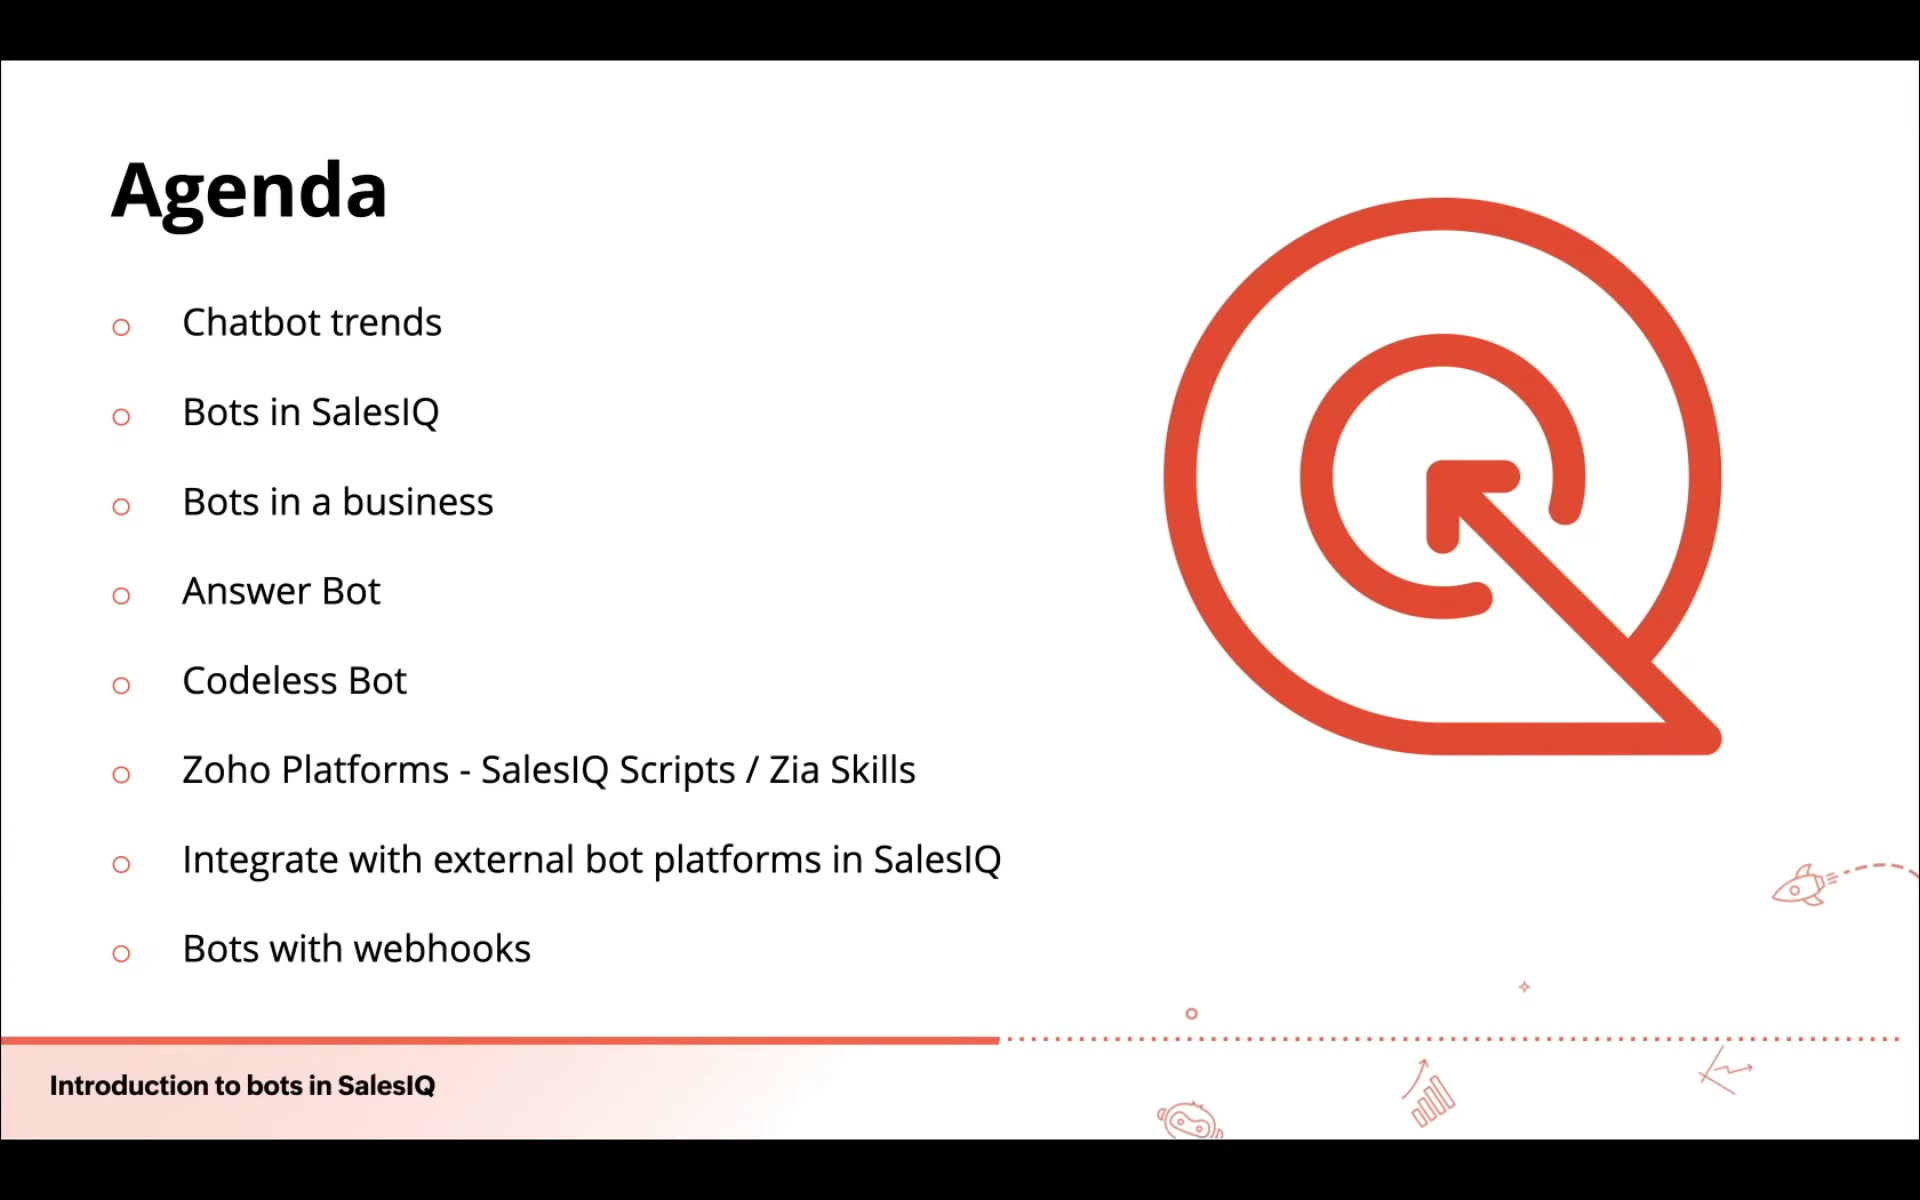 Agenda
Chatbot trends
Bots in SalesIQ
Bots in a business
Answer Bot
Codeless Bot
Zoho Platforms - SalesIQ Scripts / Zia Skills
Integrate with external bot platforms in SalesIQ
Bots with webhooks
Introduction to bots in SalesIQ